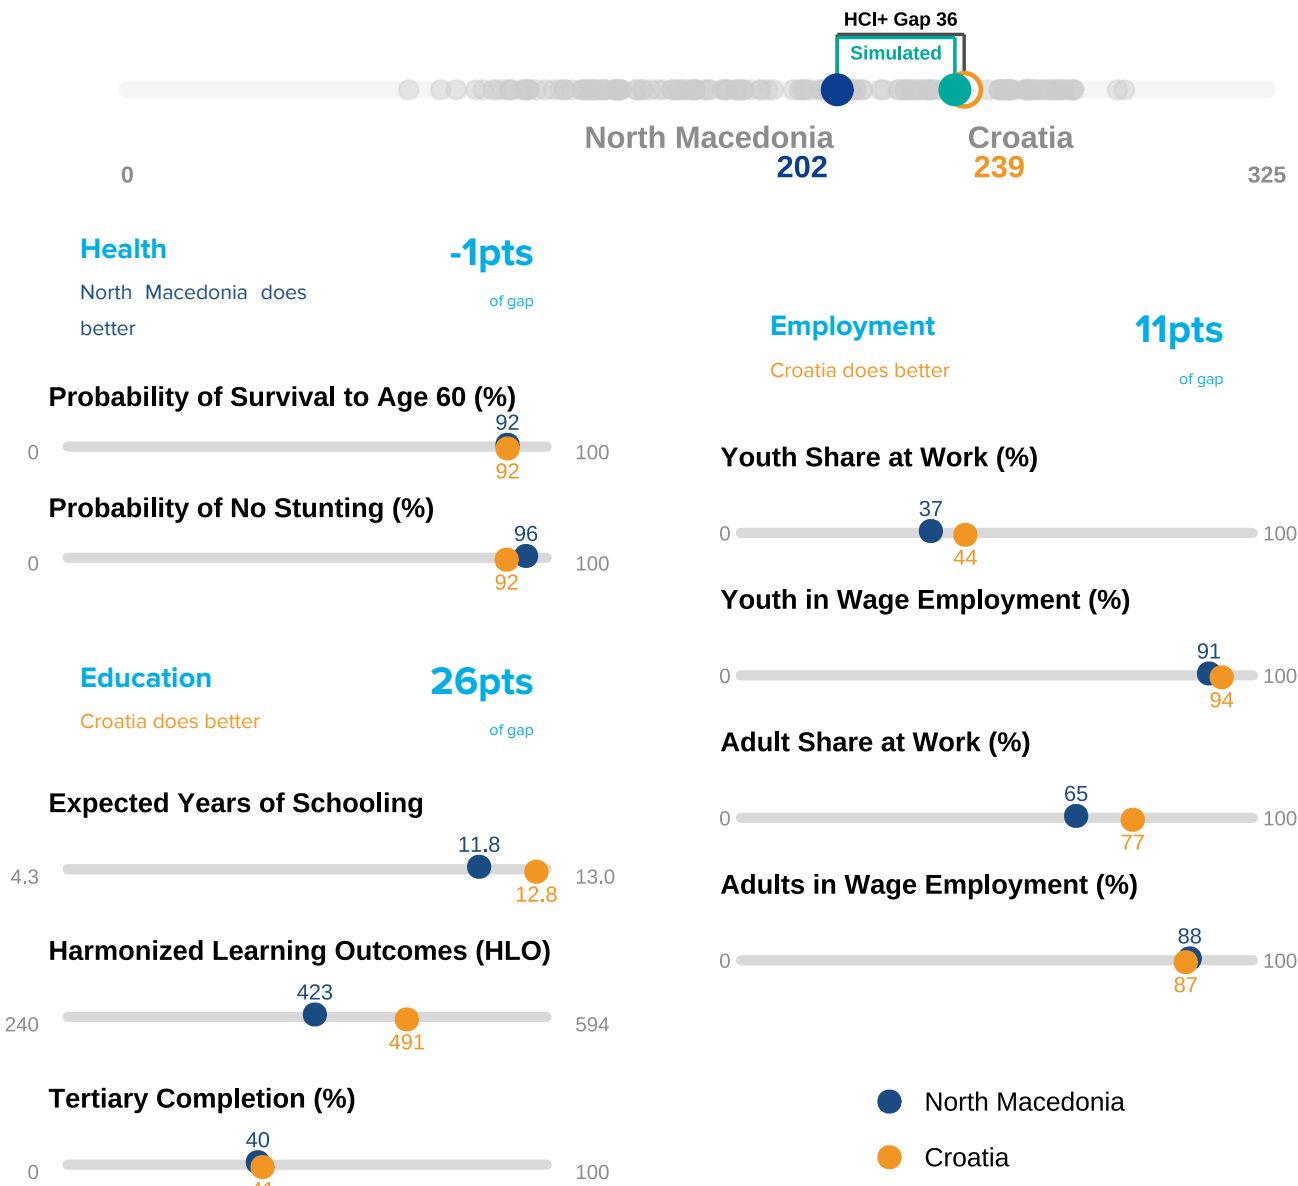 HCI+ Gap 36
Simulated
North Macedonia
202
Croatia
239
0
325
Health
-1pts
North Macedonia does
better
of gap
Probability of Survival to Age 60 (%)
92
0
100
92
Probability of No Stunting (%)
96
0
100
92
Education
26pts
Croatia does better
of gap
Expected Years of Schooling
11.8
4.3
13.0
12.8
Harmonized Learning Outcomes (HLO)
423
240
594
491
Tertiary Completion (%)
40
0
100
41
Employment
11pts
Croatia does better
of gap
Youth Share at Work (%)
37
0
100
44
Youth in Wage Employment (%)
91
0
100
94
Adult Share at Work (%)
65
0
100
77
Adults in Wage Employment (%)
88
0
100
87
North Macedonia
Croatia